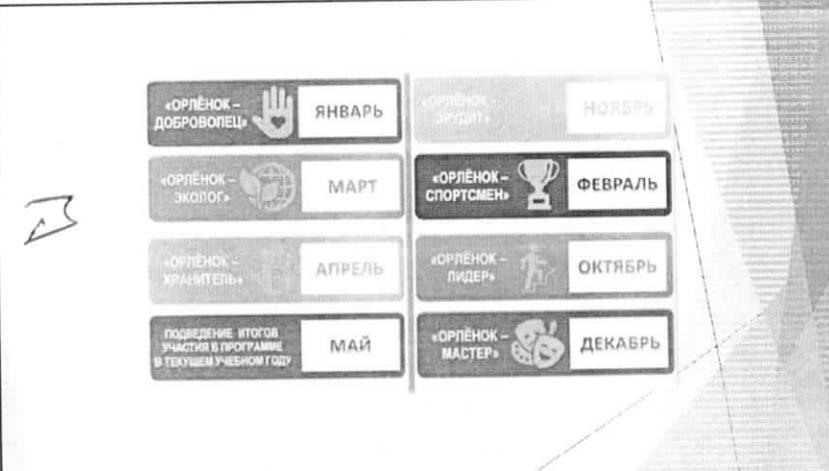 «ОРЛЁНОК –
ДОБРОВОЛЕЦ»
ЯНВАРЬ
«ОРЛЁНОК –
ЭКОЛОГ»
МАРТ
«ОРЛЁНОК –
ХРАНИТЕЛЬ»
АПРЕЛЬ
ПОДВЕДЕНИЕ ИТОГОВ
УЧАСТИЯ В ПРОГРАММЕ
В ТЕКУЩЕМ УЧЕБНОМ ГОДУ
МАЙ
«ОРЛЁНОК –
ЭРУДИТ»
НОЯБРЬ
«ОРЛЁНОК –
СПОРТСМЕН»
ФЕВРАЛЬ
«ОРЛЁНОК –
ЛИДЕР»
ОКТЯБРЬ
«ОРЛЁНОК –
МАСТЕР»
ДЕКАБРЬ